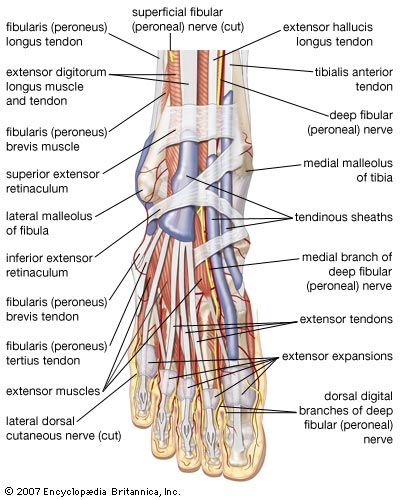 superficial fibular
(peroneal) nerve (cut)
fibularis (peroneus)
longus tendon
extensor digitorum
longus muscle
and tendon
fibularis (peroneus)
brevis muscle
superior extensor
retinaculum
lateral malleolus
of fibula
inferior extensor
retinaculum
fibularis (peroneus)
brevis tendon
fibularis (peroneus)
tertius tendon
extensor muscles
lateral dorsal
cutaneous nerve (cut)
extensor hallucis
longus tendon
tibialis anterior
tendon
deep fibular
(peroneal) nerve
medial malleolus
of tibia
tendinous sheaths
medial branch of
deep fibular
(peroneal) nerve
extensor tendons
extensor expansions
dorsal digital
branches of deep
fibular (peroneal)
nerve
© 2007 Encyclopædia Britannica, Inc.